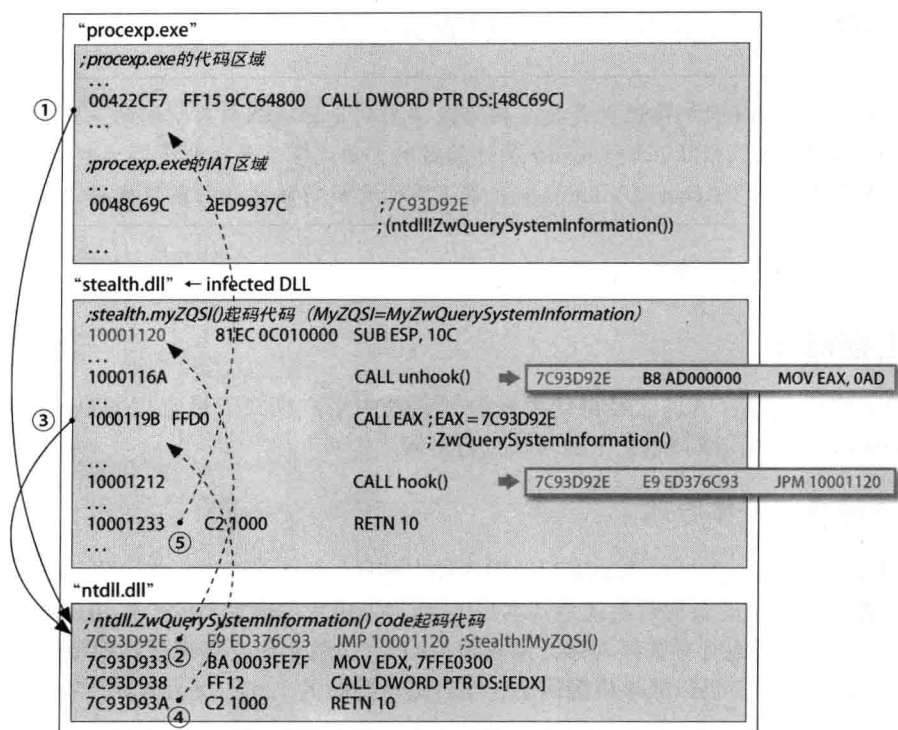 “procexp.exe”
;procexp.exe的代码区域
...
① 00422CF7 FF15 9CC64800 CALL DWORD PTR DS:[48C69C]
...
;procexp.exe的IAT区域
...
0048C69C 2ED9937C ;7C93D92E
; (ntdll!ZwQuerySystemInformation())
...
“stealth.dll” ← infected DLL
;stealth.myZQSI()起码代码（MyZQSI=MyZwQuerySystemInformation）
10001120 81EC 0C010000 SUB ESP, 10C
...
1000116A CALL unhook() ➡ 7C93D92E B8 AD000000 MOV EAX, 0AD
...
③ 1000119B FFD0 CALL EAX ; EAX = 7C93D92E
; ZwQuerySystemInformation()
...
10001212 CALL hook() ➡ 7C93D92E E9 ED376C93 JPM 10001120
...
10001233 ⑤ C2 1000 RETN 10
...
“ntdll.dll”
; ntdll.ZwQuerySystemInformation() code起码代码
7C93D92E ② E9 ED376C93 JMP 10001120 ;Stealth!MyZQSI()
7C93D933 BA 0003FE7F MOV EDX, 7FFE0300
7C93D938 FF12 CALL DWORD PTR DS:[EDX]
7C93D93A ④ C2 1000 RETN 10